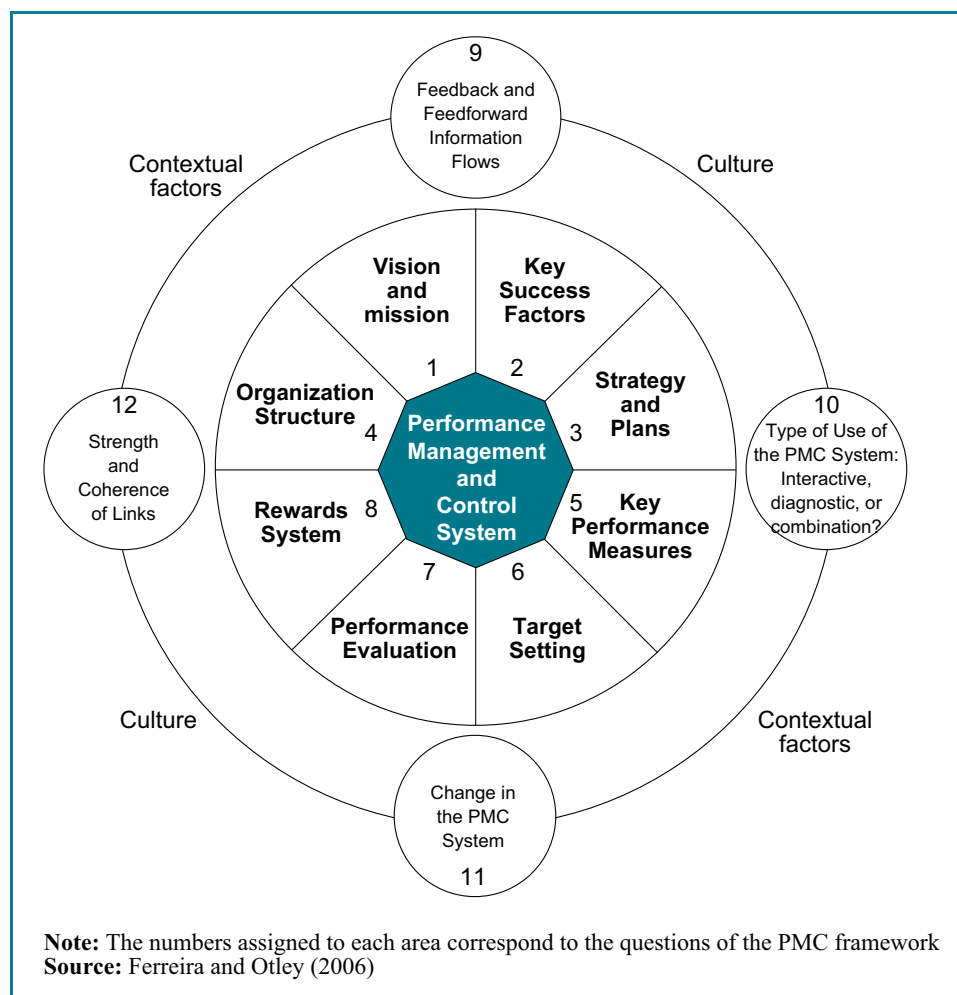 9
Feedback and
Feedforward
Information
Flows
Contextual
factors
Culture
Vision
and
mission
1
Key
Success
Factors
2
Organization
Structure
4
Strategy
and
Plans
3
Performance
Management
and
Control
System
12
Strength
and
Coherence
of Links
10
Type of Use of
the PMC System:
Interactive,
diagnostic, or
combination?
Rewards
System
8
5
Key
Performance
Measures
7
Performance
Evaluation
6
Target
Setting
Culture
Contextual
factors
Change in
the PMC
System
11
Note: The numbers assigned to each area correspond to the questions of the PMC framework
Source: Ferreira and Otley (2006)